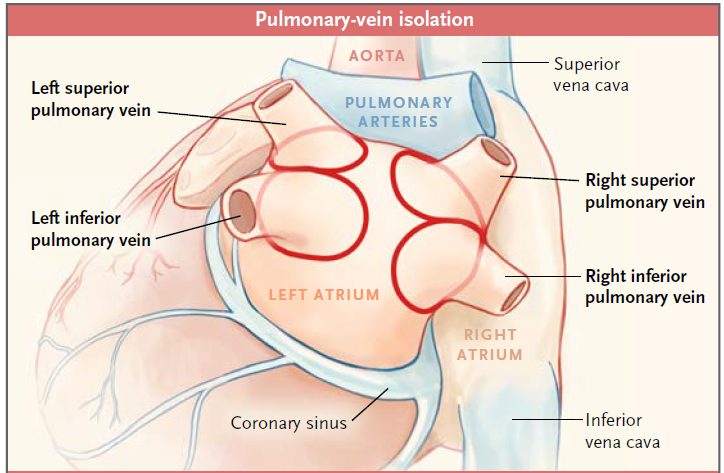 Pulmonary-vein isolation
AORTA
Superior
vena cava
Left superior
pulmonary vein
PULMONARY
ARTERIES
Right superior
pulmonary vein
Left inferior
pulmonary vein
Right inferior
pulmonary vein
LEFT ATRIUM
RIGHT
ATRIUM
Coronary sinus
Inferior
vena cava